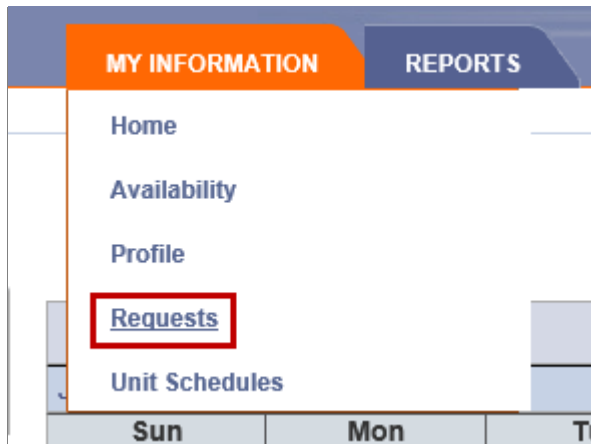 MY INFORMATION REPORTS
Home
Availability
Profile
Requests
Unit Schedules
Sun Mon